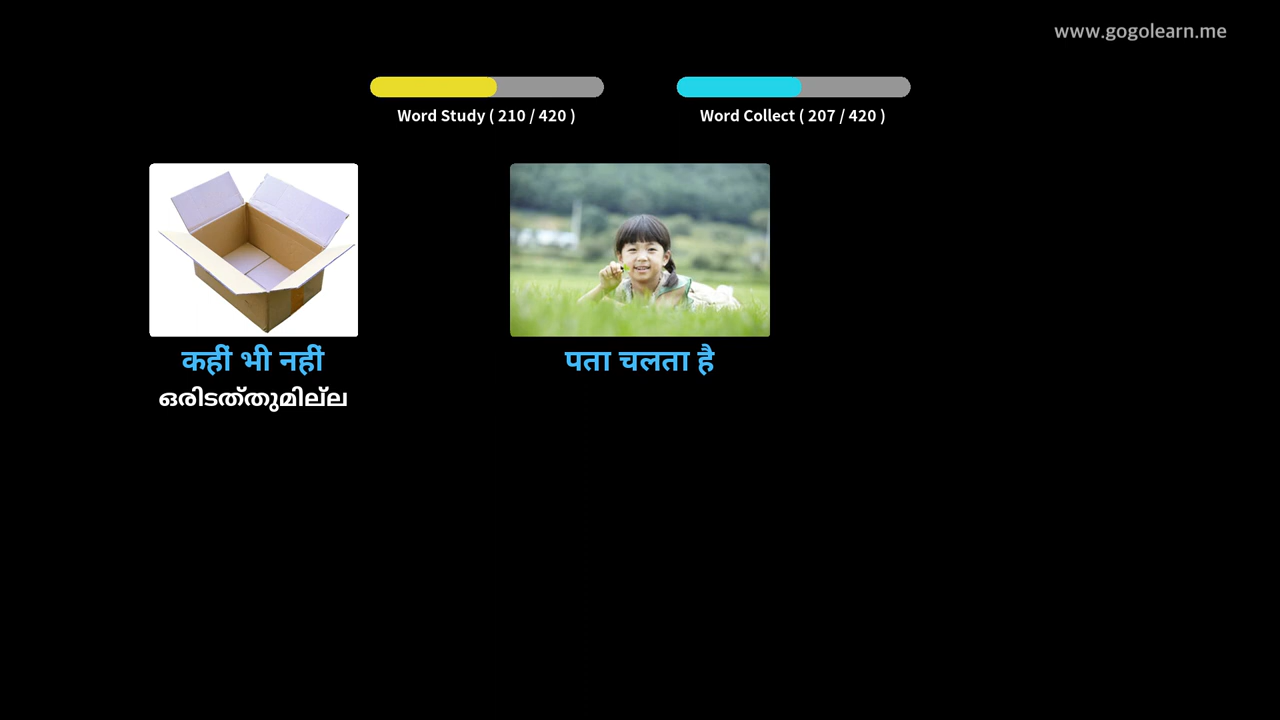 www.gogolearn.me
Word Study ( 210 / 420 )
Word Collect ( 207 / 420 )
कहीं भी नहीं
ഒരിടത്തുമില്ല
पता चलता है